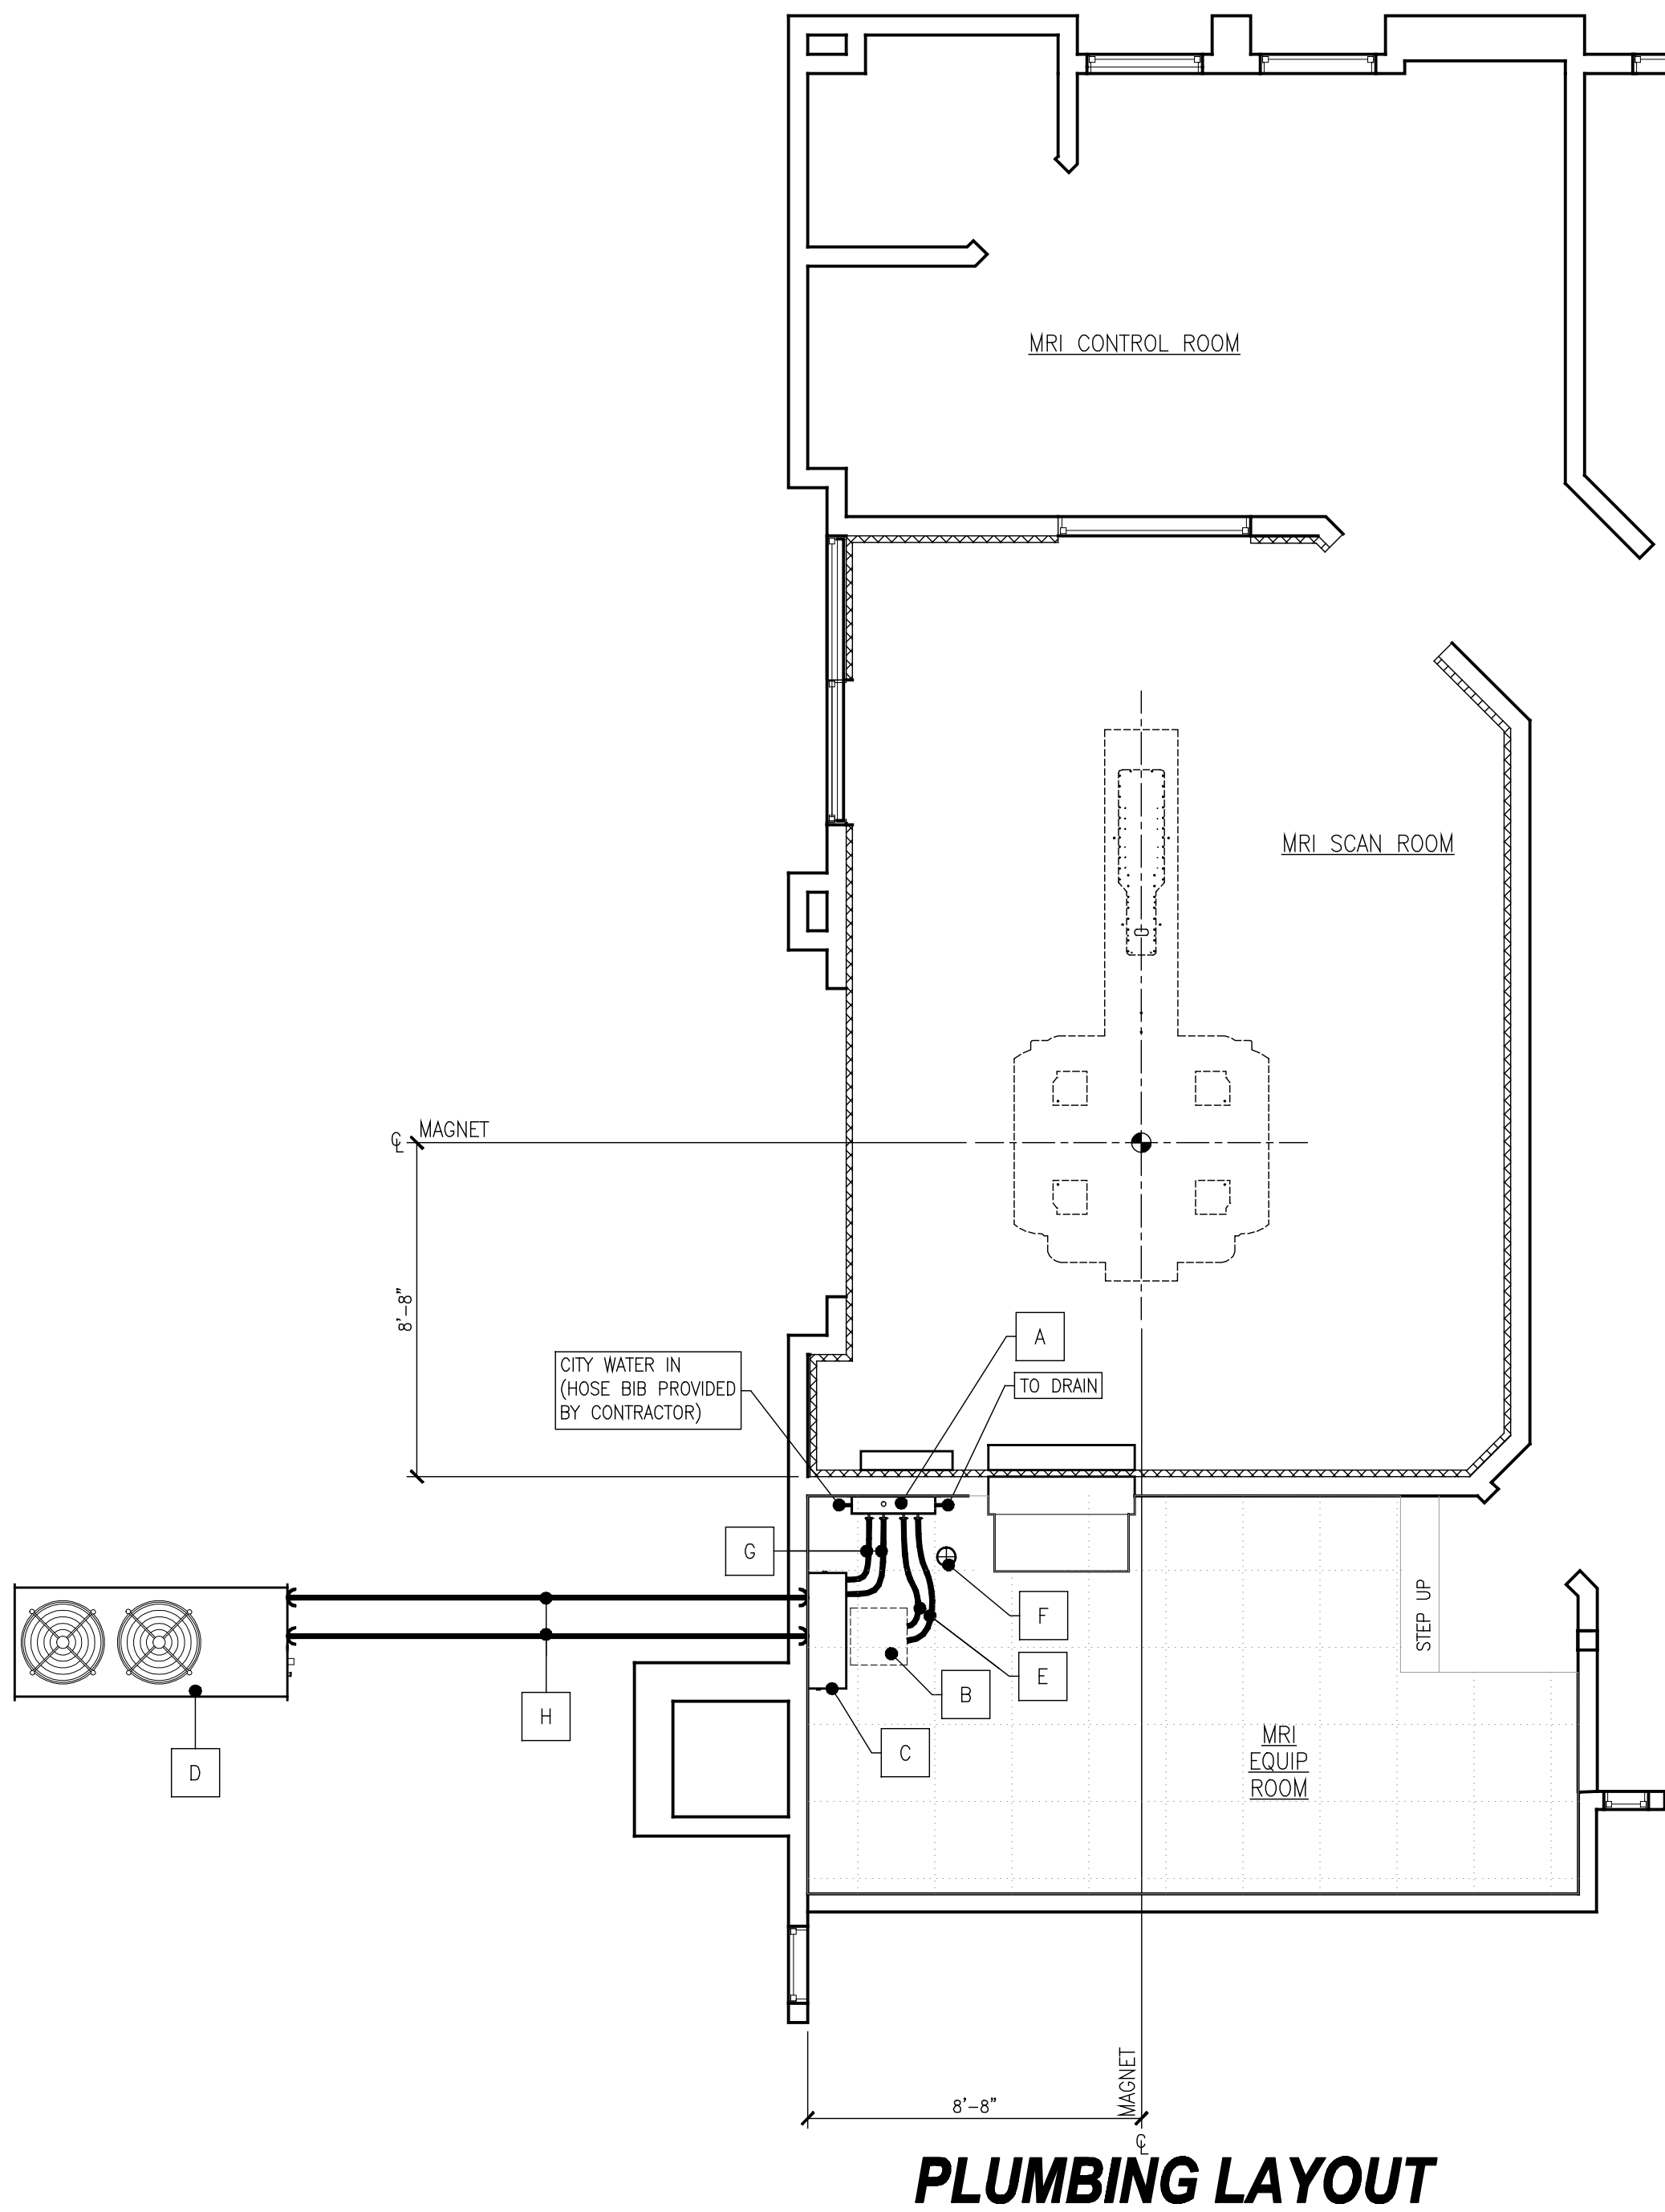 MRI CONTROL ROOM
MRI SCAN ROOM
℄ MAGNET
8'-8"
A
CITY WATER IN
(HOSE BIB PROVIDED
BY CONTRACTOR)
TO DRAIN
G
F
STEP UP
E
B
H
C
D
MRI
EQUIP
ROOM
MAGNET
8'-8"
℄
PLUMBING LAYOUT